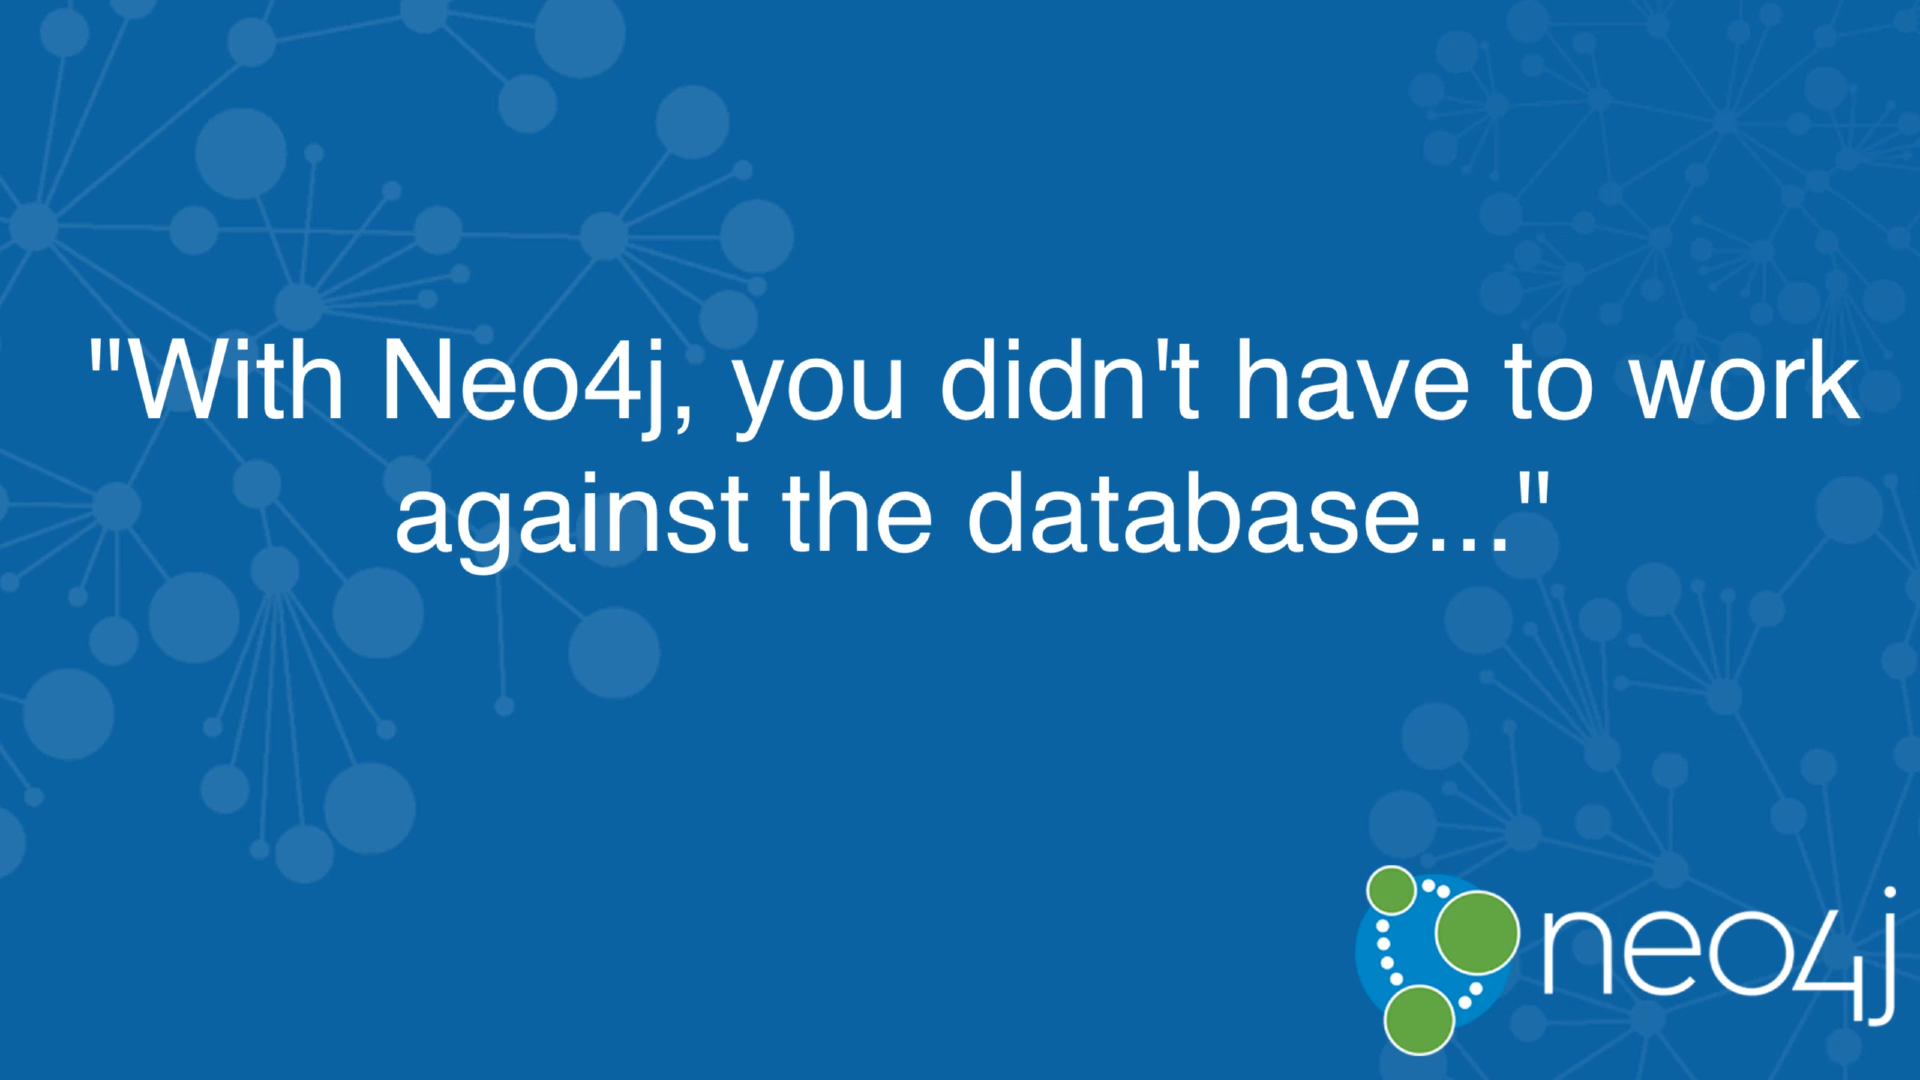 "With Neo4j, you didn't have to work
against the database..."
neo4j